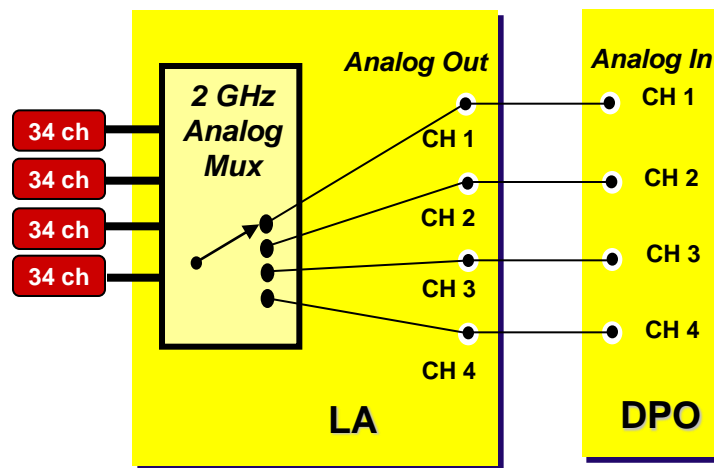 34 ch
34 ch
34 ch
34 ch
2 GHz
Analog
Mux
Analog Out
CH 1
CH 2
CH 3
CH 4
LA
Analog In
CH 1
CH 2
CH 3
CH 4
DPO